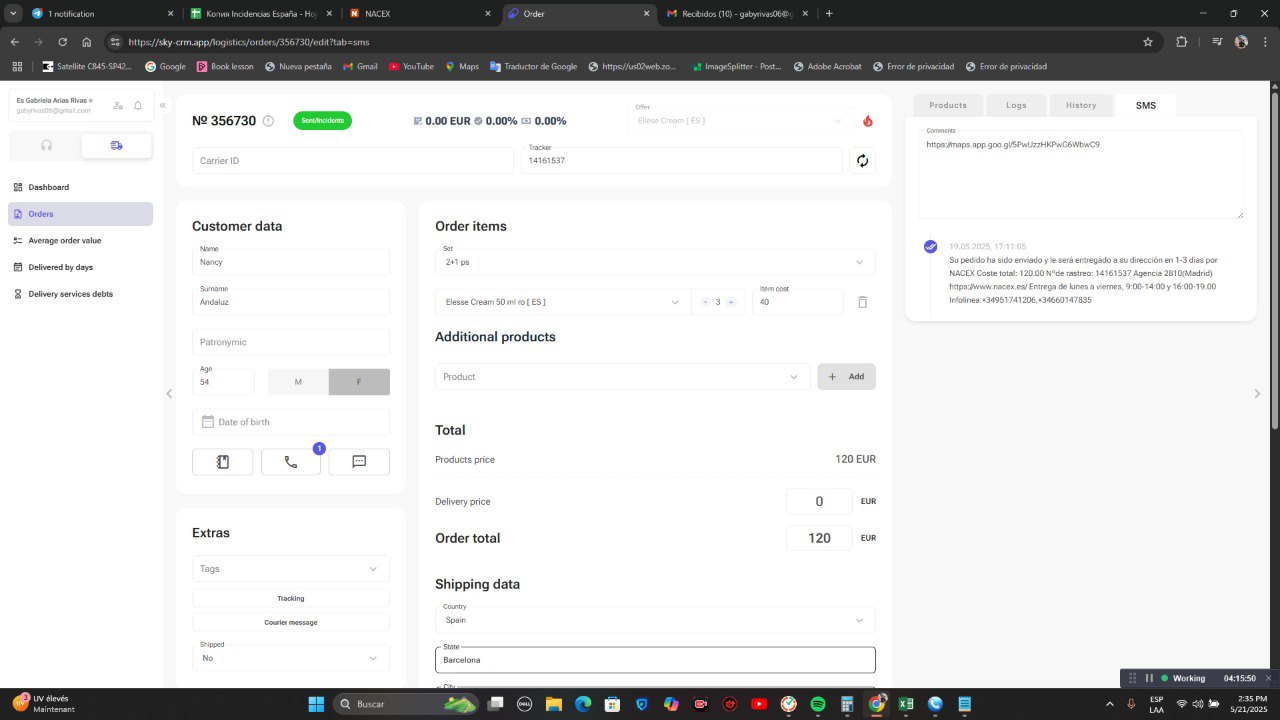 1 notification
Копия Incidencias España - Hoj
NACEX
Order
Recibidos (10) - gabyrivas06@
https://sky-crm.app/logistics/orders/356730/edit?tab=sms
Satellite C845-SP42...
Google
Book lesson
Nueva pestaña
Gmail
YouTube
Maps
Traductor de Google
https://us02web.zo...
ImageSplitter - Post...
Adobe Acrobat
Chat
Error de privacidad
Error de privacidad
Es Gabriela Arias Rivas
gabyrivas06@gmail.com
Dashboard
Orders
Average order value
Delivered by days
Delivery services debts
№ 356730
Sent/Incidents
0.00 EUR 0.00% 0.00%
Offer
Ellese Cream [ ES ]
Carrier ID
Tracker
14161537
Customer data
Name
Nancy
Surname
Andaluz
Patronymic
Age
54
M
F
Date of birth
1
Extras
Tags
Tracking
Courier message
Shipped
No
Order items
Set
2+1 ps
Elesse Cream 50 ml ro [ ES ]
- 3 +
Item cost
40
Additional products
Product
+ Add
Total
Products price
120 EUR
Delivery price
0 EUR
Order total
120 EUR
Shipping data
Country
Spain
State
Barcelona
Products
Logs
History
SMS
Comments
https://maps.app.goo.gl/5PwUzzHKPwG6WbwC9
19.05.2025, 17:11:05
Su pedido ha sido enviado y le será entregado a su dirección en 1-3 dias por
NACEX Coste total: 120.00 Nºde rastreo: 14161537 Agencia 2810(Madrid)
https://www.nacex.es/ Entrega de lunes a viernes, 9:00-14:00 y 16:00-19.00
Infolinea:+34951741206,+34660147835
Working
04:15:50
3
UV élevés
Maintenant
Buscar
DELL
ESP
LAA
2:35 PM
5/21/2025